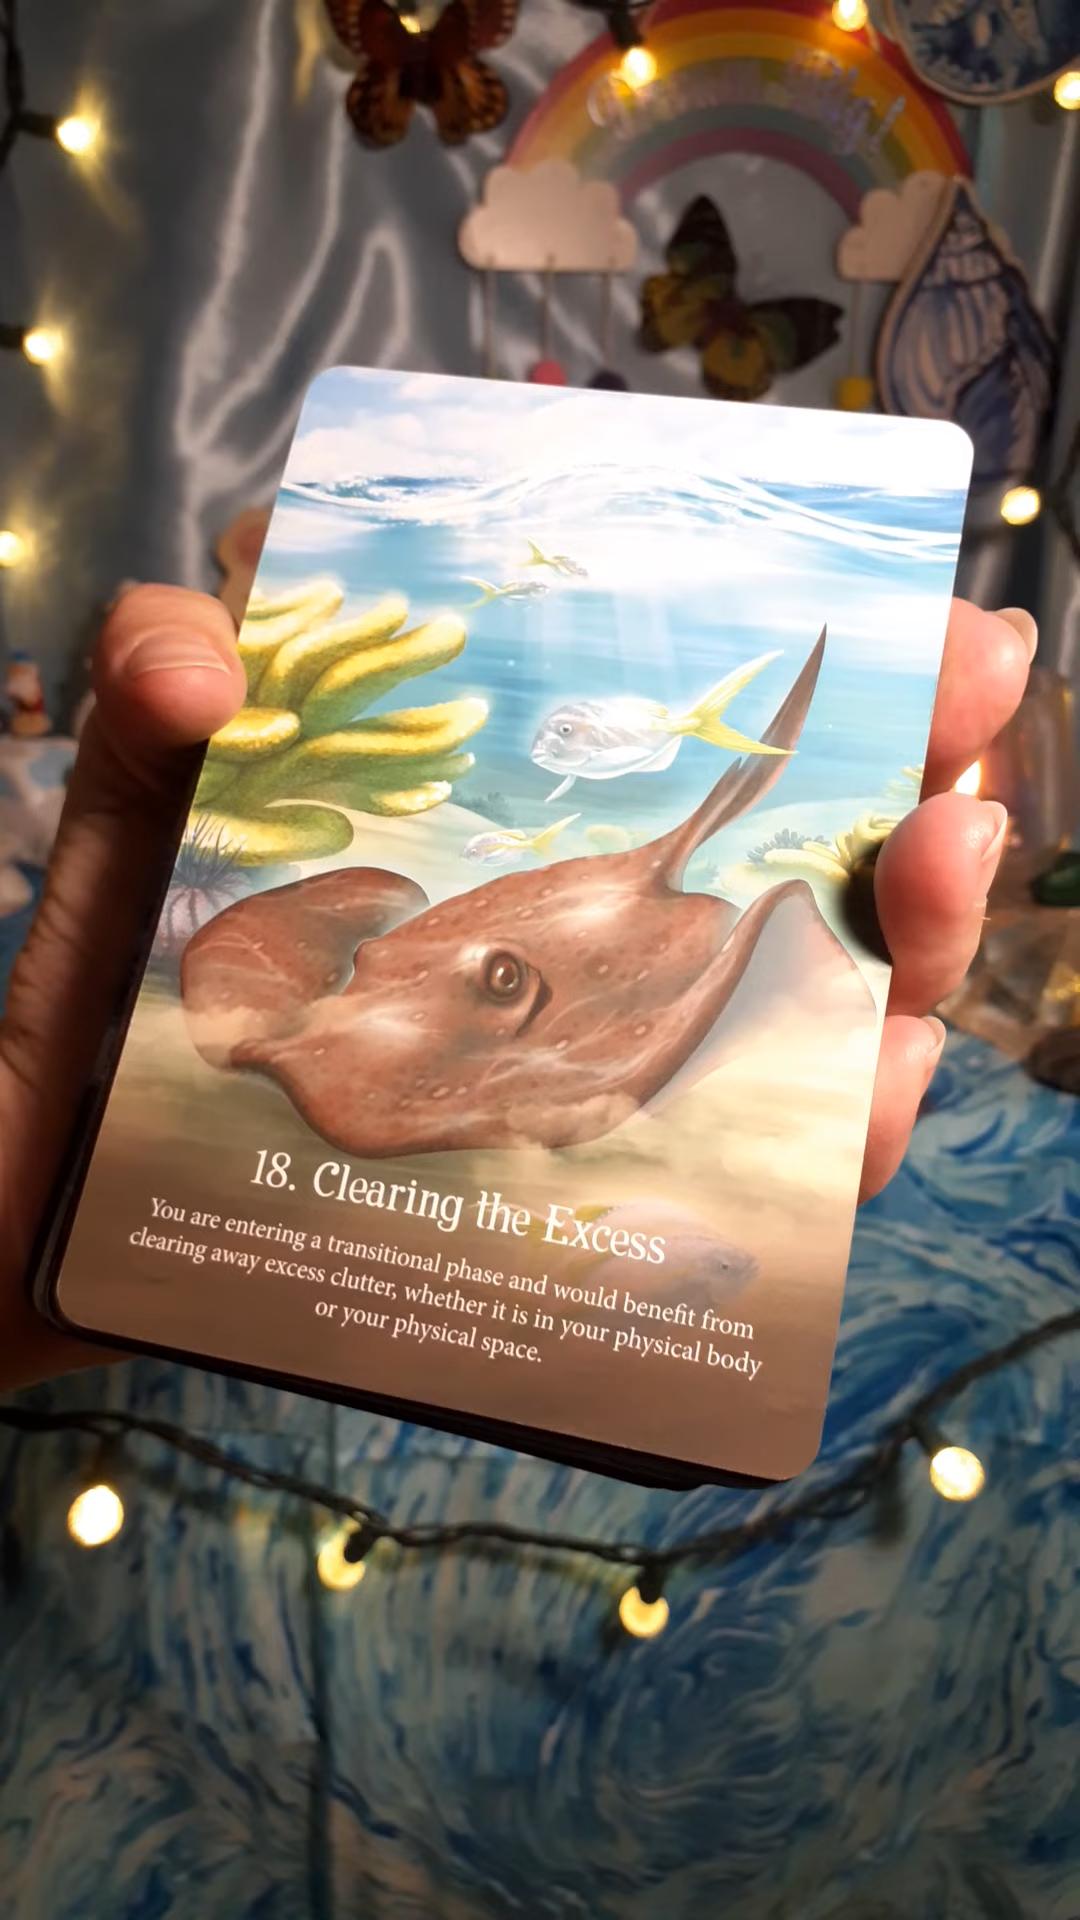 18. Clearing the Excess
You are entering a transitional phase and would benefit from
clearing away excess clutter, whether it is in your physical body
or your physical space.